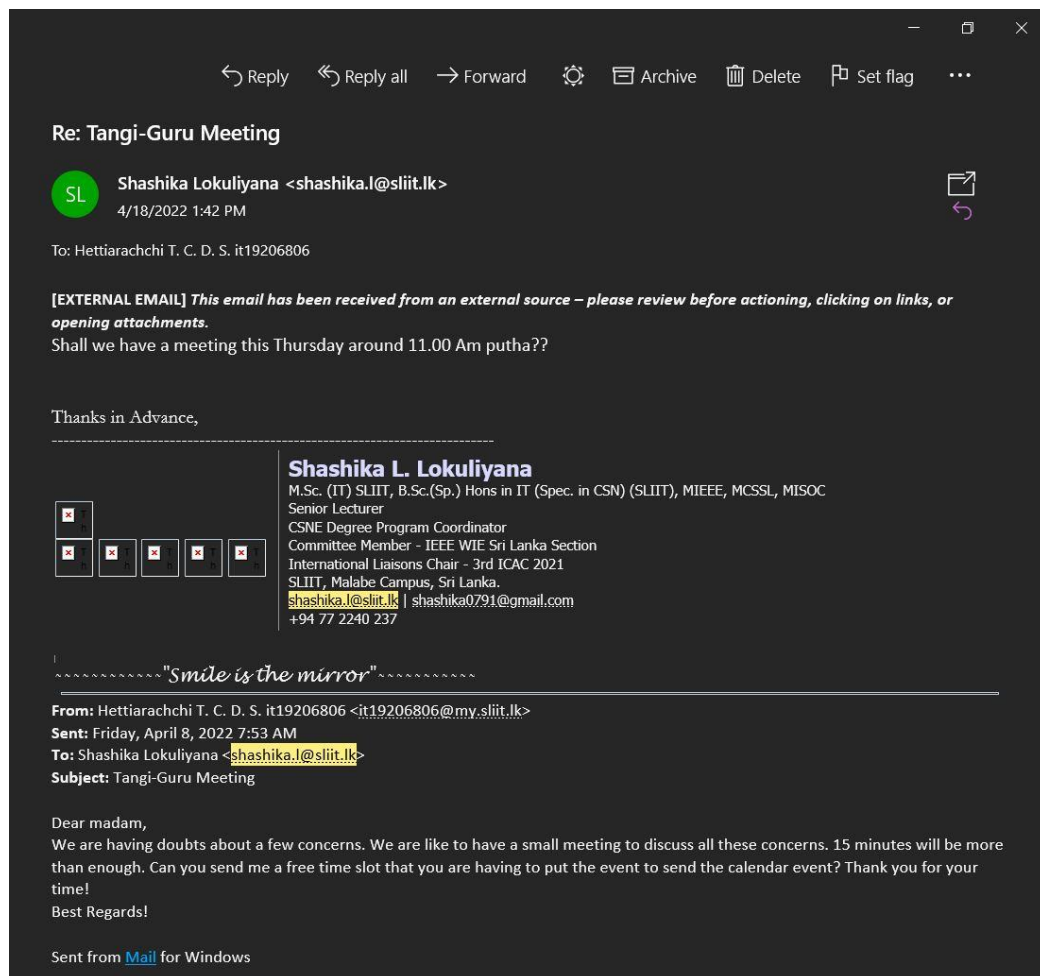 Reply
Reply all
Forward
Archive
Delete
Set flag
Re: Tangi-Guru Meeting
SL
Shashika Lokuliyana <shashika.l@sliit.lk>
4/18/2022 1:42 PM
To: Hettiarachchi T. C. D. S. it19206806
[EXTERNAL EMAIL] This email has been received from an external source – please review before actioning, clicking on links, or
opening attachments.
Shall we have a meeting this Thursday around 11.00 Am putha??
Thanks in Advance,
---------------------------------------------------------------------------
Shashika L. Lokuliyana
M.Sc. (IT) SLIIT, B.Sc.(Sp.) Hons in IT (Spec. in CSN) (SLIIT), MIEEE, MCSSL, MISOC
Senior Lecturer
CSNE Degree Program Coordinator
Committee Member - IEEE WIE Sri Lanka Section
International Liaisons Chair - 3rd ICAC 2021
SLIIT, Malabe Campus, Sri Lanka.
shashika.l@sliit.lk | shashika0791@gmail.com
+94 77 2240 237
~~~~~~~~~~~~"Smile is the mirror"~~~~~~~~~~~
From: Hettiarachchi T. C. D. S. it19206806 <it19206806@my.sliit.lk>
Sent: Friday, April 8, 2022 7:53 AM
To: Shashika Lokuliyana <shashika.l@sliit.lk>
Subject: Tangi-Guru Meeting
Dear madam,
We are having doubts about a few concerns. We are like to have a small meeting to discuss all these concerns. 15 minutes will be more
than enough. Can you send me a free time slot that you are having to put the event to send the calendar event? Thank you for your
time!
Best Regards!
Sent from Mail for Windows